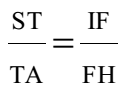 ST/TA = IF/FH